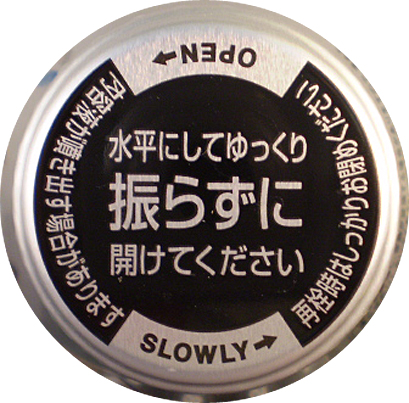 ←OPEN
水平にしてゆっくり
振らずに
開けてください
内容液が噴き出す場合があります
再栓時はしっかりお閉めください
SLOWLY→